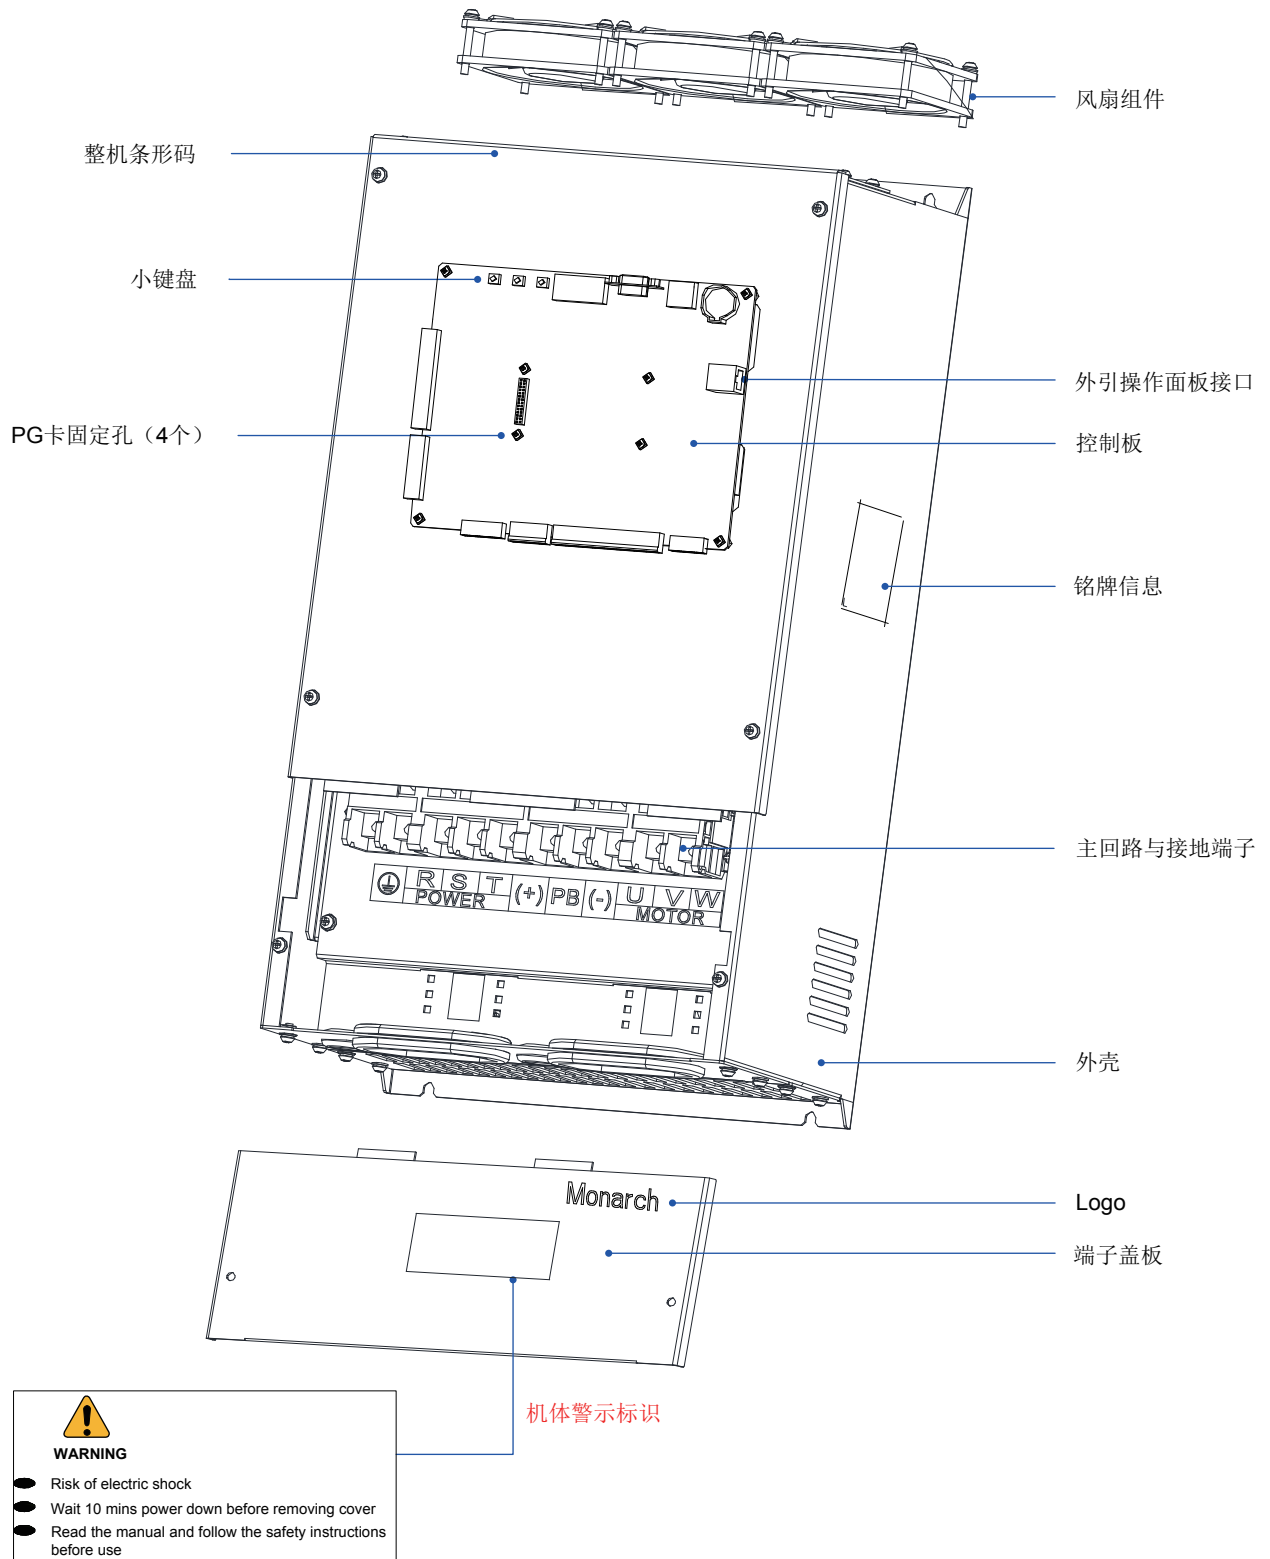 风扇组件
整机条形码
小键盘
外引操作面板接口
PG卡固定孔（4个）
控制板
铭牌信息
主回路与接地端子
R S T (+) PB (-) U V W
POWER MOTOR
外壳
Monarch
Logo
端子盖板
机体警示标识
WARNING
Risk of electric shock
Wait 10 mins power down before removing cover
Read the manual and follow the safety instructions
before use